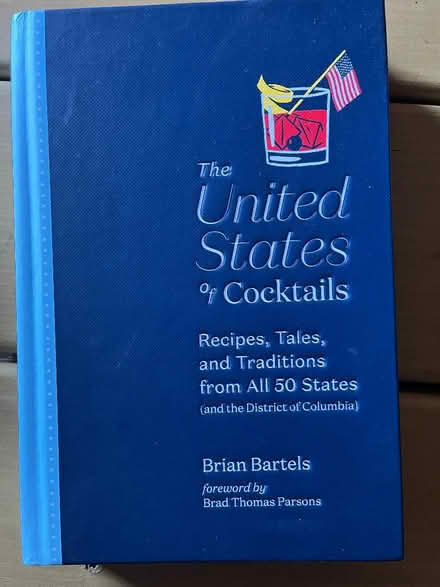 The
United
States
of Cocktails
Recipes, Tales,
and Traditions
from All 50 States
(and the District of Columbia)
Brian Bartels
foreword by
Brad Thomas Parsons